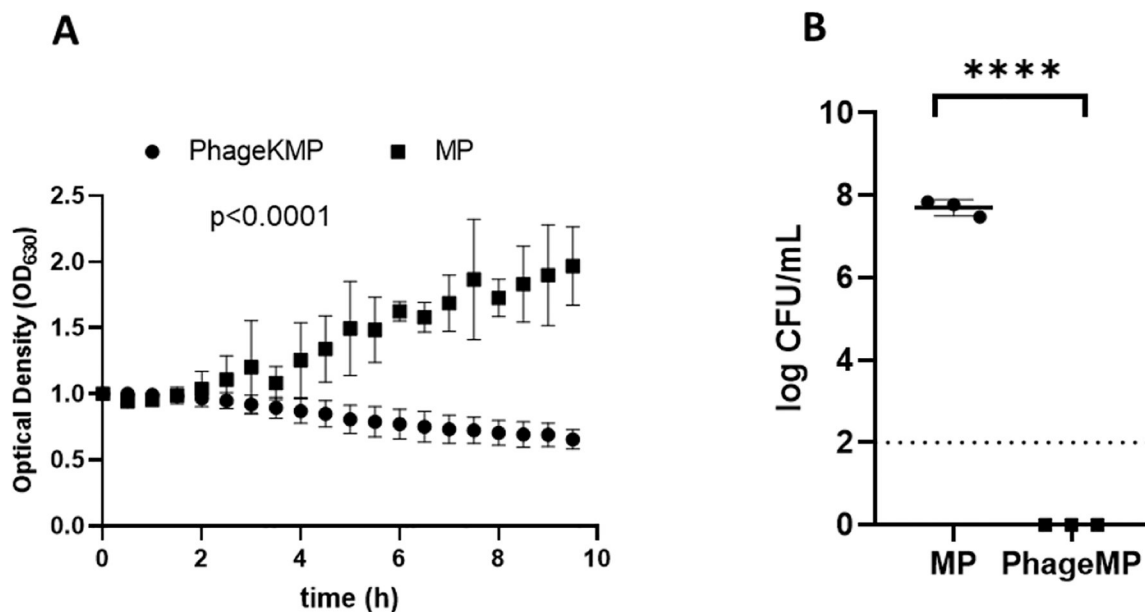 A
PhageKMP MP
p<0.0001
Optical Density (OD630)
2.5
2.0
1.5
1.0
0.5
0.0
0 2 4 6 8 10
time (h)
B
****
log CFU/mL
10
8
6
4
2
0
MP PhageMP